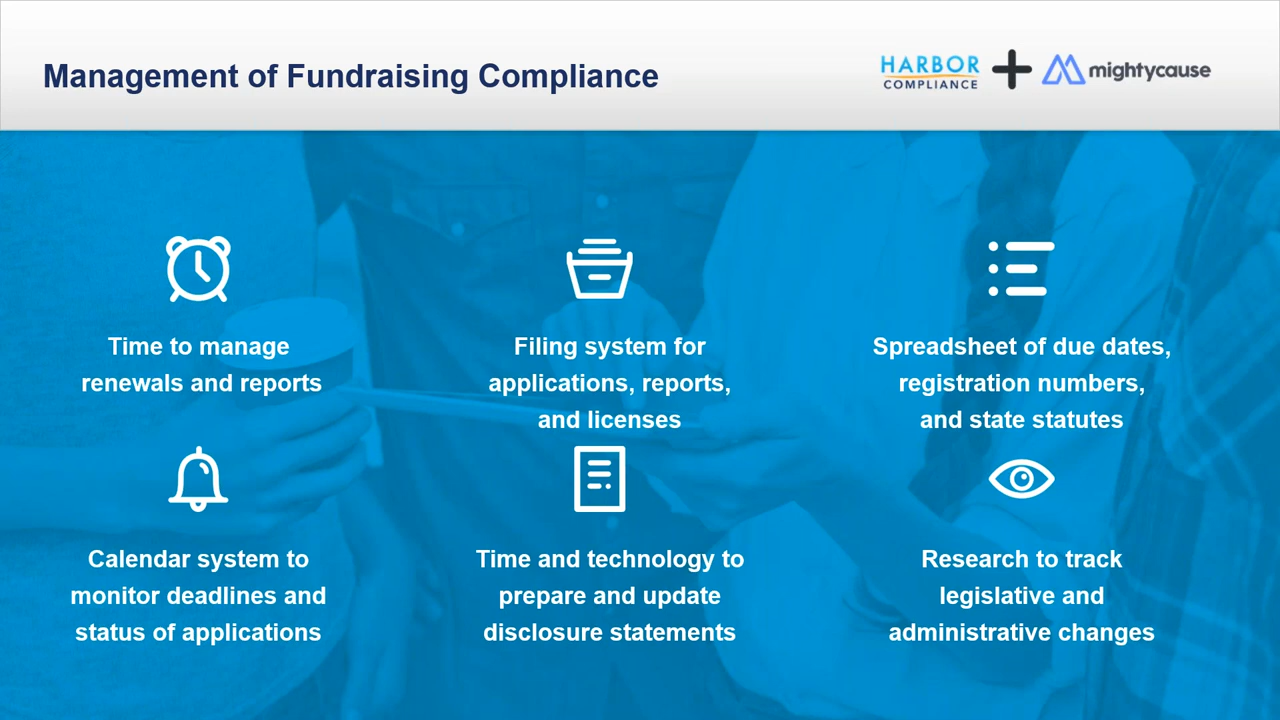 Management of Fundraising Compliance
HARBOR
COMPLIANCE
mightycause
Time to manage
renewals and reports
Filing system for
applications, reports,
and licenses
Spreadsheet of due dates,
registration numbers,
and state statutes
Calendar system to
monitor deadlines and
status of applications
Time and technology to
prepare and update
disclosure statements
Research to track
legislative and
administrative changes